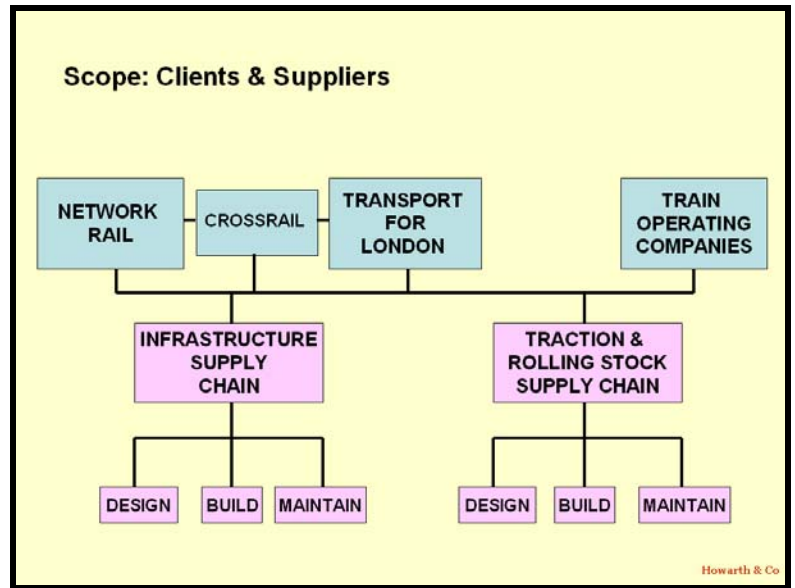 Scope: Clients & Suppliers
NETWORK
RAIL
CROSSRAIL
TRANSPORT
FOR
LONDON
TRAIN
OPERATING
COMPANIES
INFRASTRUCTURE
SUPPLY
CHAIN
TRACTION &
ROLLING STOCK
SUPPLY CHAIN
DESIGN
BUILD
MAINTAIN
DESIGN
BUILD
MAINTAIN
Howarth & Co